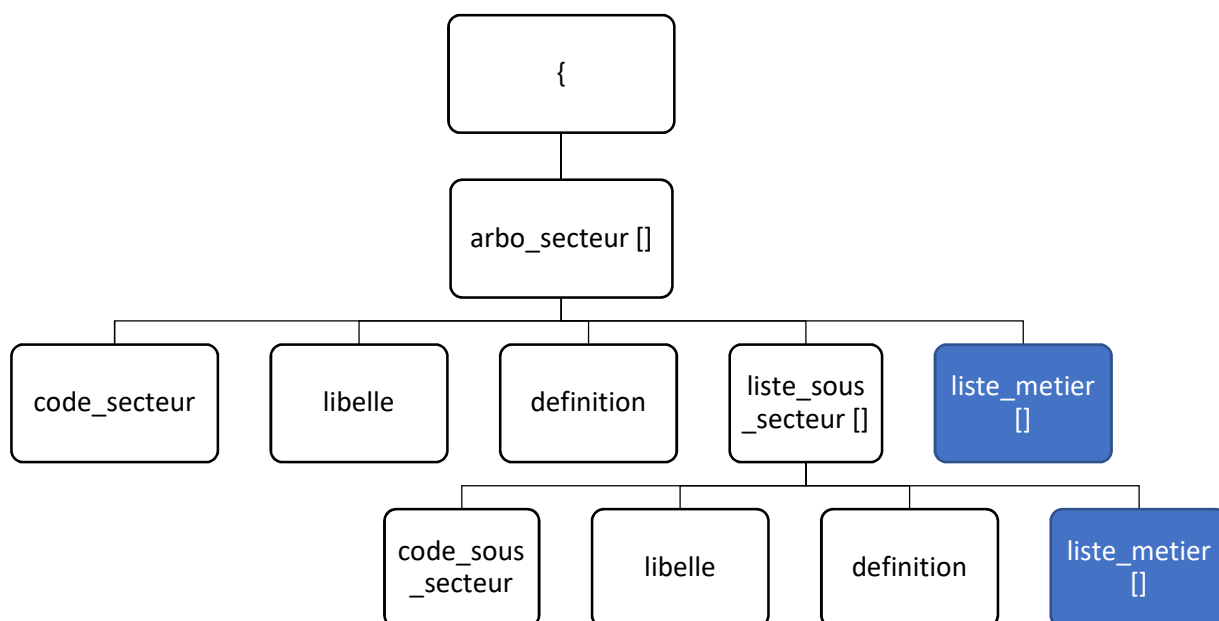 {
arbo_secteur []
code_secteur
libelle
definition
liste_sous
_secteur []
liste_metier
[]
code_sous
_secteur
libelle
definition
liste_metier
[]